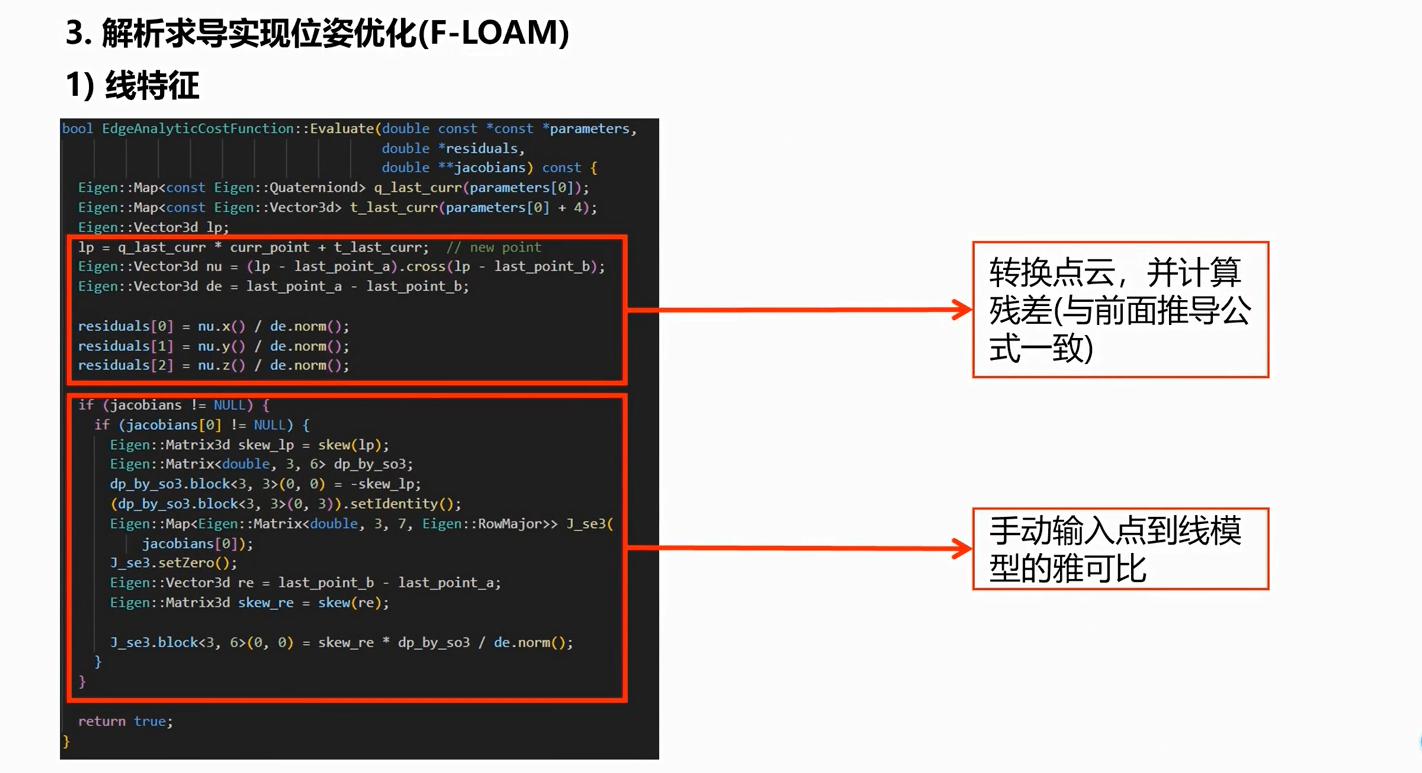 3. 解析求导实现位姿优化(F-LOAM)
1) 线特征
bool EdgeAnalyticCostFunction::Evaluate(double const *const *parameters,
double *residuals,
double **jacobians) const {
Eigen::Map<const Eigen::Quaterniond> q_last_curr(parameters[0]);
Eigen::Map<const Eigen::Vector3d> t_last_curr(parameters[0] + 4);
Eigen::Vector3d lp;
lp = q_last_curr * curr_point + t_last_curr;  // new point
Eigen::Vector3d nu = (lp - last_point_a).cross(lp - last_point_b);
Eigen::Vector3d de = last_point_a - last_point_b;
residuals[0] = nu.x() / de.norm();
residuals[1] = nu.y() / de.norm();
residuals[2] = nu.z() / de.norm();
if (jacobians != NULL) {
if (jacobians[0] != NULL) {
Eigen::Matrix3d skew_lp = skew(lp);
Eigen::Matrix<double, 3, 6> dp_by_so3;
dp_by_so3.block<3, 3>(0, 0) = -skew_lp;
(dp_by_so3.block<3, 3>(0, 3)).setIdentity();
Eigen::Map<Eigen::Matrix<double, 3, 7, Eigen::RowMajor>> J_se3(
jacobians[0]);
J_se3.setZero();
Eigen::Vector3d re = last_point_b - last_point_a;
Eigen::Matrix3d skew_re = skew(re);
J_se3.block<3, 6>(0, 0) = skew_re * dp_by_so3 / de.norm();
}
}
return true;
}
转换点云，并计算
残差(与前面推导公
式一致)
手动输入点到线模
型的雅可比